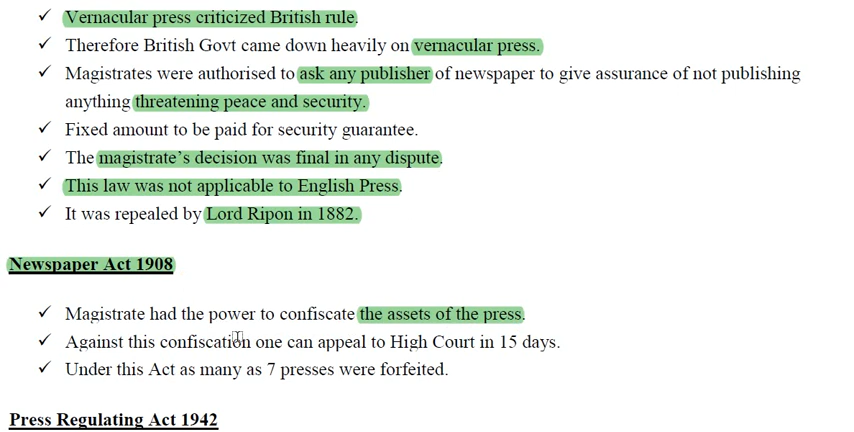 ✓ Vernacular press criticized British rule.
✓ Therefore British Govt came down heavily on vernacular press.
✓ Magistrates were authorised to ask any publisher of newspaper to give assurance of not publishing
anything threatening peace and security.
✓ Fixed amount to be paid for security guarantee.
✓ The magistrate's decision was final in any dispute.
✓ This law was not applicable to English Press.
✓ It was repealed by Lord Ripon in 1882.
Newspaper Act 1908
✓ Magistrate had the power to confiscate the assets of the press.
✓ Against this confiscation one can appeal to High Court in 15 days.
✓ Under this Act as many as 7 presses were forfeited.
Press Regulating Act 1942